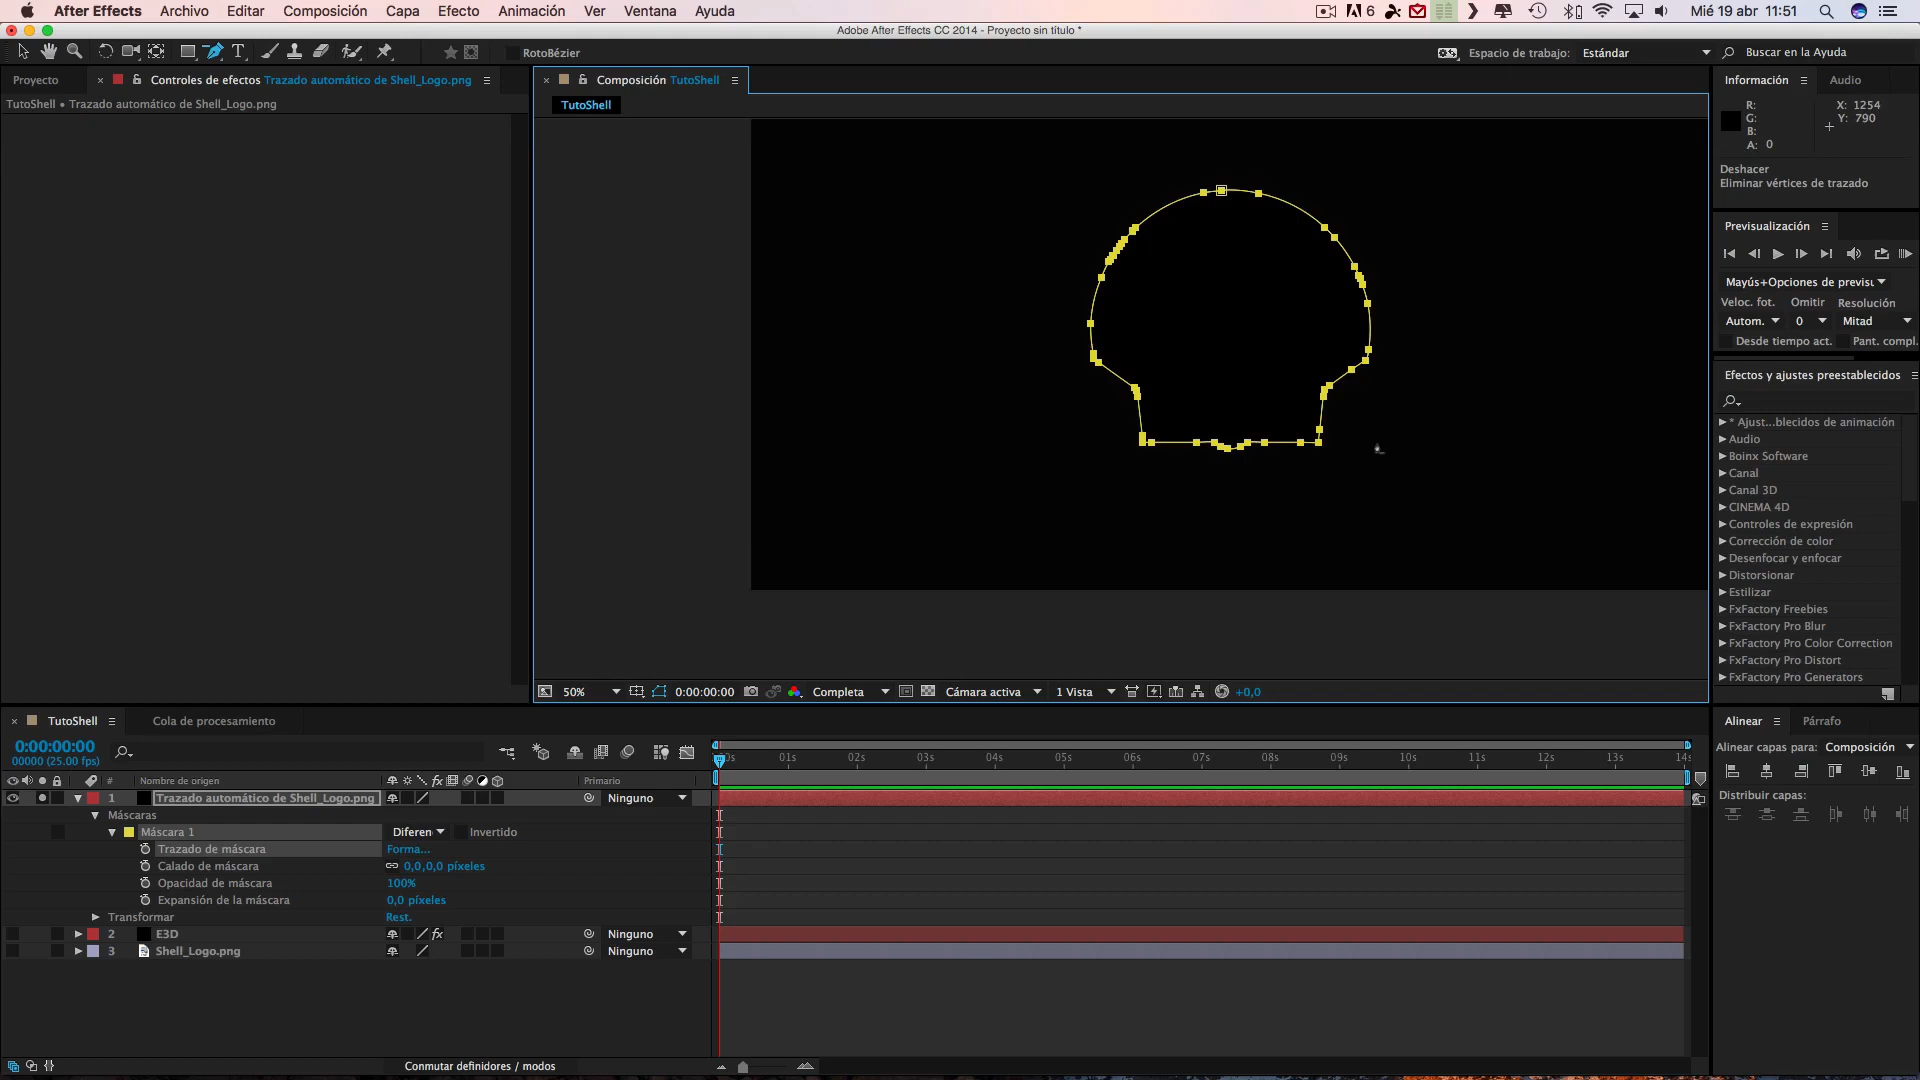 After Effects Archivo Editar Composición Capa Efecto Animación Ver Ventana Ayuda 6 Mié 19 abr 11:51
Adobe After Effects CC 2014 - Proyecto sin título *
RotoBézier Espacio de trabajo: Estándar Buscar en la Ayuda
Proyecto Controles de efectos Trazado automático de Shell_Logo.png Composición TutoShell Información Audio
TutoShell • Trazado automático de Shell_Logo.png TutoShell
R: X: 1254
G: Y: 790
B:
A: 0
Deshacer
Eliminar vértices de trazado
Previsualización
Mayús+Opciones de previsu
Veloc. fot. Omitir Resolución
Autom. 0 Mitad
Desde tiempo act. Pant. compl.
Efectos y ajustes preestablecidos
* Ajust...blecidos de animación
Audio
Boinx Software
Canal
Canal 3D
CINEMA 4D
Controles de expresión
Corrección de color
Desenfocar y enfocar
Distorsionar
Estilizar
FxFactory Freebies
FxFactory Pro Blur
FxFactory Pro Color Correction
FxFactory Pro Distort
FxFactory Pro Generators
50% 0:00:00:00 Completa Cámara activa 1 Vista +0,0
TutoShell Cola de procesamiento Alinear Párrafo
0:00:00:00
00000 (25.00 fps)
Alinear capas para: Composición
Distribuir capas:
01s 02s 03s 04s 05s 06s 07s 08s 09s 10s 11s 12s 13s 14s
# Nombre de origen fx Primario
1 Trazado automático de Shell_Logo.png Ninguno
Máscaras
Máscara 1 Diferen Invertido
Trazado de máscara Forma...
Calado de máscara 0,0,0,0 píxeles
Opacidad de máscara 100%
Expansión de la máscara 0,0 píxeles
Transformar Rest.
2 E3D fx Ninguno
3 Shell_Logo.png Ninguno
Conmutar definidores / modos